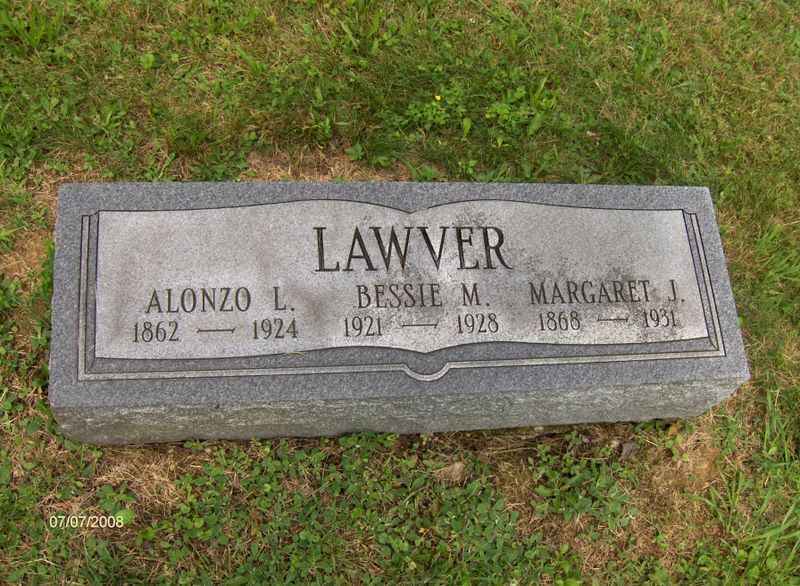 LAWVER
ALONZO L. BESSIE M. MARGARET J.
1862 — 1924 1921 — 1928 1868 — 1931
07/07/2008